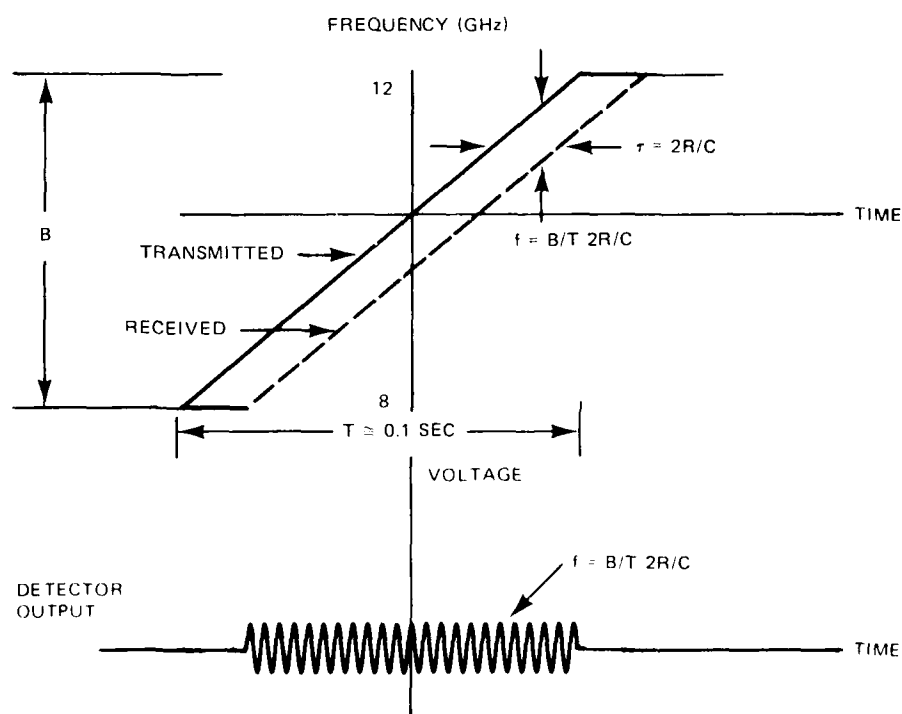 FREQUENCY (GHz)
12
τ = 2R/C
B
TIME
TRANSMITTED
f = B/T 2R/C
RECEIVED
8
T ≅ 0.1 SEC
VOLTAGE
f = B/T 2R/C
DETECTOR
OUTPUT
TIME